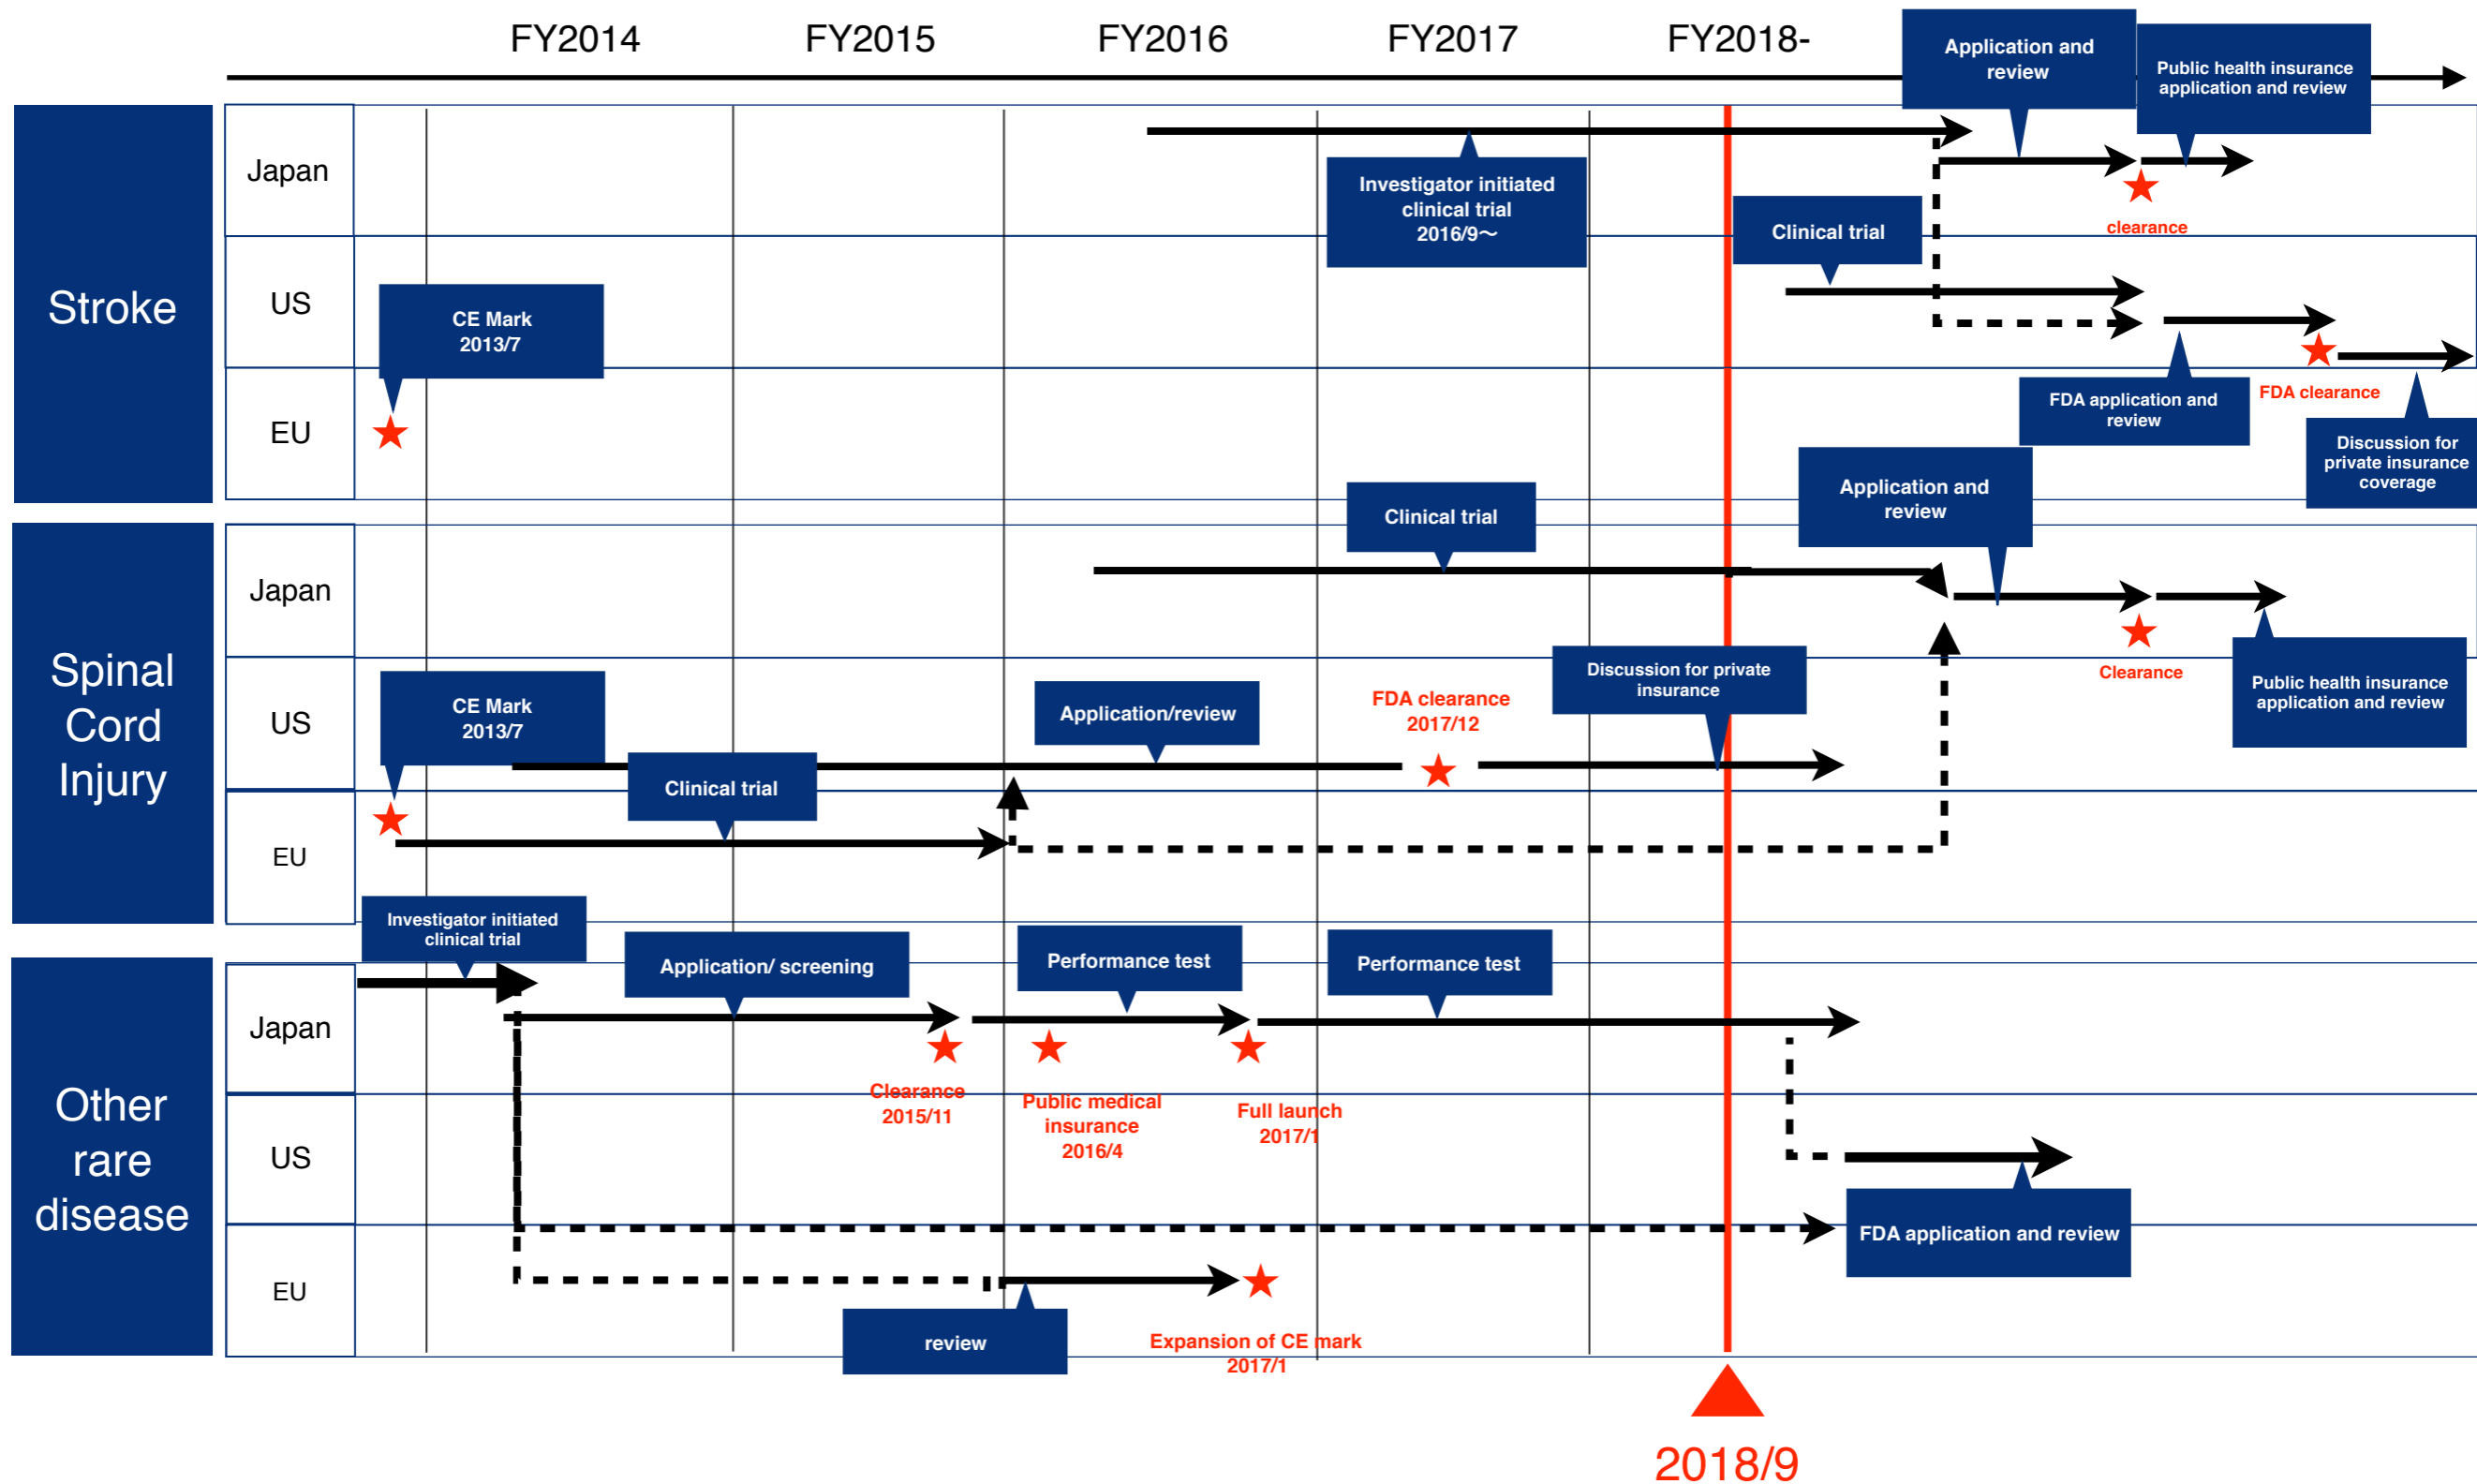 FY2014
FY2015
FY2016
FY2017
FY2018-
Application and
review
Public health insurance
application and review
Stroke
Japan
Investigator initiated
clinical trial
2016/9～
clearance
Clinical trial
US
CE Mark
2013/7
FDA application and
review
FDA clearance
EU
Discussion for
private insurance
coverage
Spinal
Cord
Injury
Japan
Clinical trial
Application and
review
Clearance
Public health insurance
application and review
US
CE Mark
2013/7
Application/review
FDA clearance
2017/12
Discussion for private
insurance
Clinical trial
EU
Other
rare
disease
Investigator initiated
clinical trial
Japan
Application/ screening
Performance test
Performance test
Clearance
2015/11
Public medical
insurance
2016/4
Full launch
2017/1
US
FDA application and review
EU
review
Expansion of CE mark
2017/1
2018/9